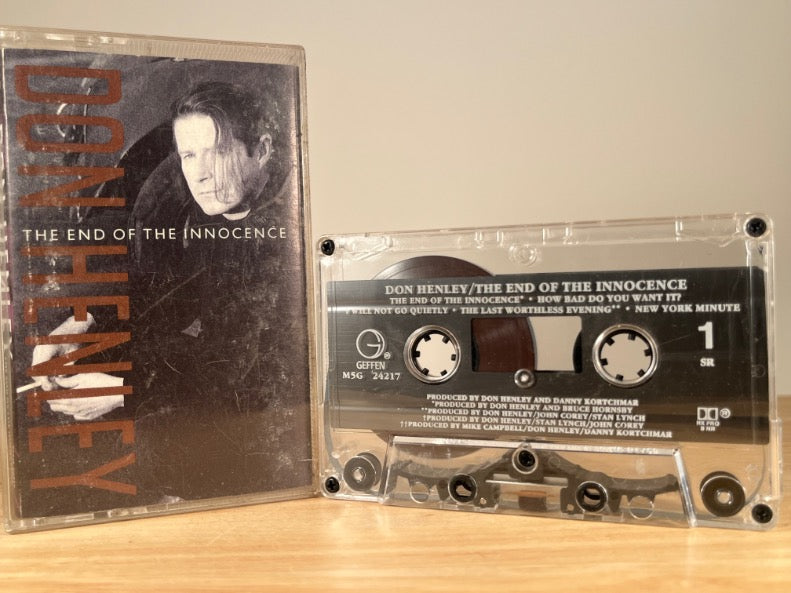 DON HENLEY
THE END OF THE INNOCENCE
DON HENLEY/THE END OF THE INNOCENCE
THE END OF THE INNOCENCE* • HOW BAD DO YOU WANT IT?
I WILL NOT GO QUIETLY • THE LAST WORTHLESS EVENING** • NEW YORK MINUTE
G ®
GEFFEN
M5G 24217
1
SR
PRODUCED BY DON HENLEY AND DANNY KORTCHMAR
*PRODUCED BY DON HENLEY AND BRUCE HORNSBY
**PRODUCED BY DON HENLEY/JOHN COREY/STAN LYNCH
†PRODUCED BY DON HENLEY/STAN LYNCH/JOHN COREY
††PRODUCED BY MIKE CAMPBELL/DON HENLEY/DANNY KORTCHMAR
®
HX PRO
B NR